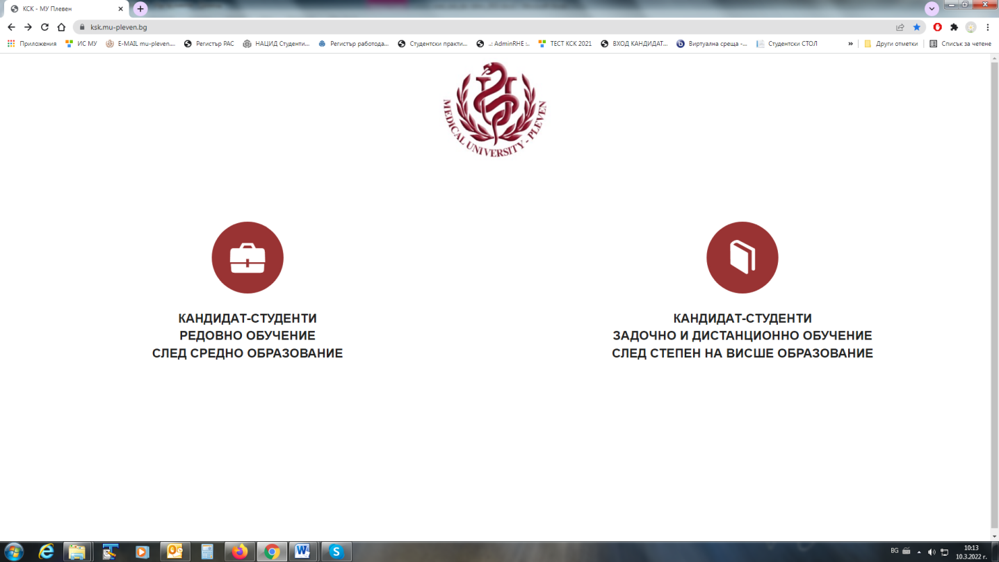 КСК - МУ Плевен
ksk.mu-pleven.bg
Приложения ИС МУ E-MAIL mu-pleven.... Регистър РАС НАЦИД Студенти... Регистър работода... Студентски практи... ..: AdminRHE :.. ТЕСТ КСК 2021 ВХОД КАНДИДАТ... Виртуална среща -... Студентски СТОЛ » Други отметки Списък за четене
MEDICAL UNIVERSITY - PLEVEN
КАНДИДАТ-СТУДЕНТИ
РЕДОВНО ОБУЧЕНИЕ
СЛЕД СРЕДНО ОБРАЗОВАНИЕ
КАНДИДАТ-СТУДЕНТИ
ЗАДОЧНО И ДИСТАНЦИОННО ОБУЧЕНИЕ
СЛЕД СТЕПЕН НА ВИСШЕ ОБРАЗОВАНИЕ
BG
10:13
10.3.2022 г.